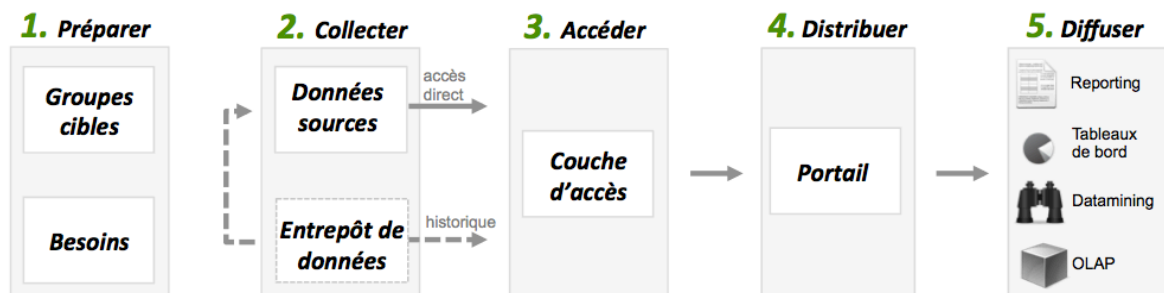 1. Préparer
Groupes
cibles
Besoins
2. Collecter
Données
sources
Entrepôt de
données
accès
direct
historique
3. Accéder
Couche
d'accès
4. Distribuer
Portail
5. Diffuser
Reporting
Tableaux
de bord
Datamining
OLAP